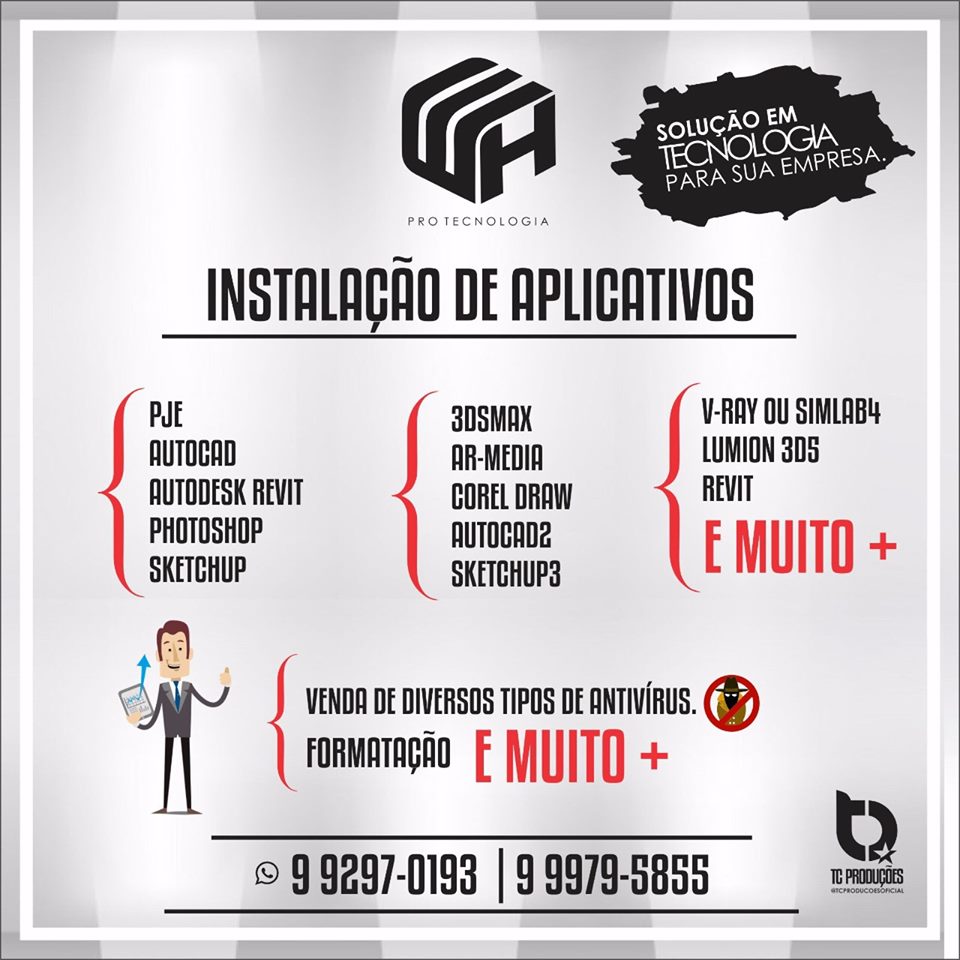 WH
PRO TECNOLOGIA
SOLUÇÃO EM
TECNOLOGIA
PARA SUA EMPRESA.
INSTALAÇÃO DE APLICATIVOS
PJE
AUTOCAD
AUTODESK REVIT
PHOTOSHOP
SKETCHUP
3DSMAX
AR-MEDIA
COREL DRAW
AUTOCAD2
SKETCHUP3
V-RAY OU SIMLAB4
LUMION 3D5
REVIT
E MUITO +
VENDA DE DIVERSOS TIPOS DE ANTIVÍRUS.
FORMATAÇÃO E MUITO +
9 9297-0193 | 9 9979-5855
TC PRODUÇÕES
@TCPRODUCOESOFICIAL